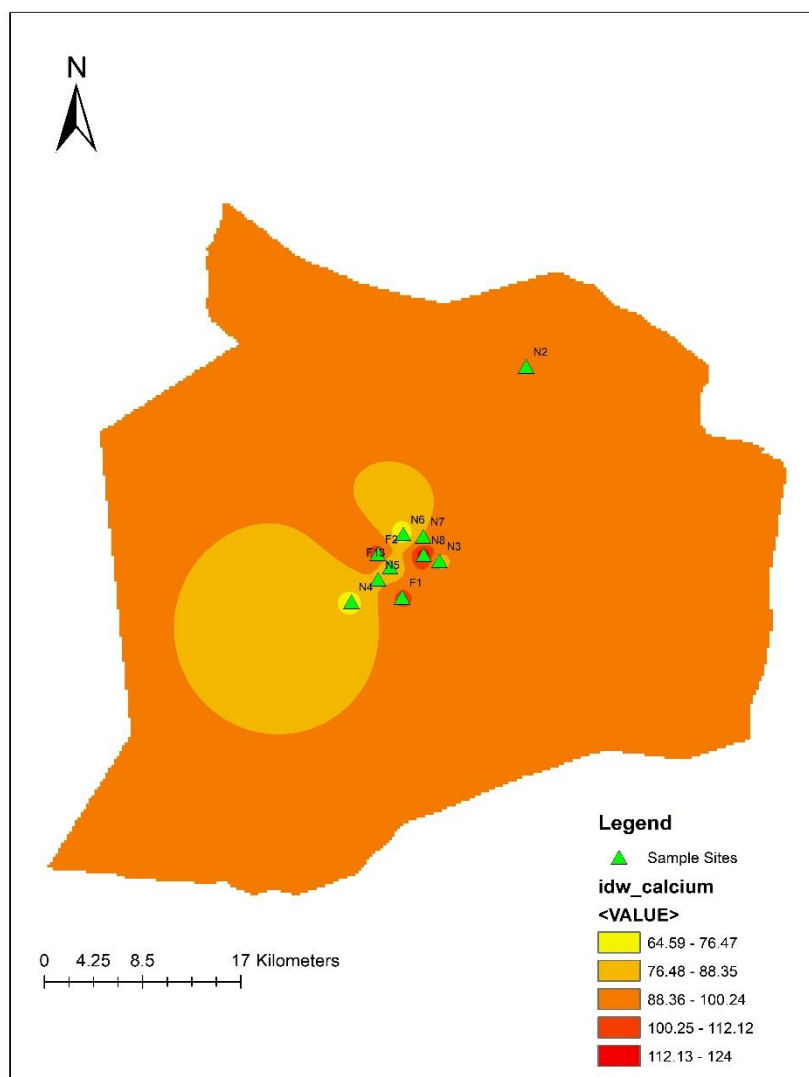 N
N2
N6
N7
F2
N8
F13
N3
N5
N4
F1
Legend
Sample Sites
idw_calcium
<VALUE>
64.59 - 76.47
76.48 - 88.35
88.36 - 100.24
100.25 - 112.12
112.13 - 124
0 4.25 8.5 17 Kilometers